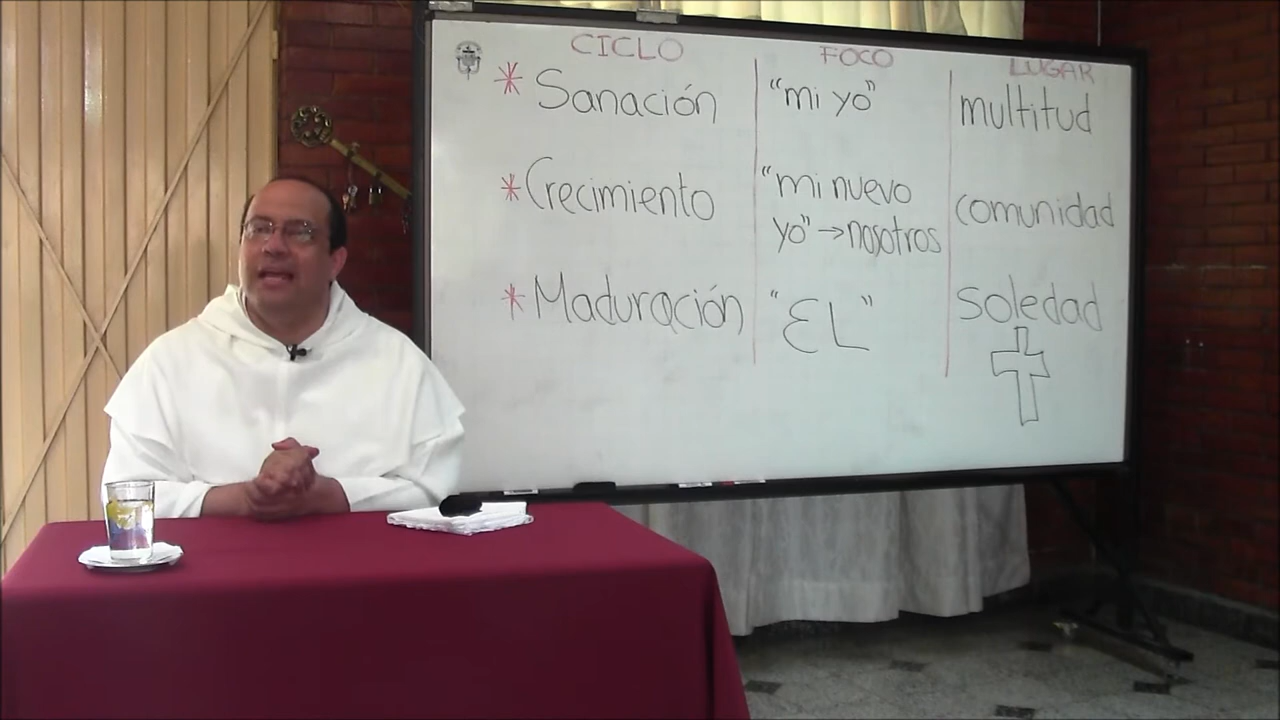 CICLO FOCO LUGAR
* Sanación "mi yo" multitud
* Crecimiento "mi nuevo yo" → nosotros comunidad
* Maduración "EL" soledad